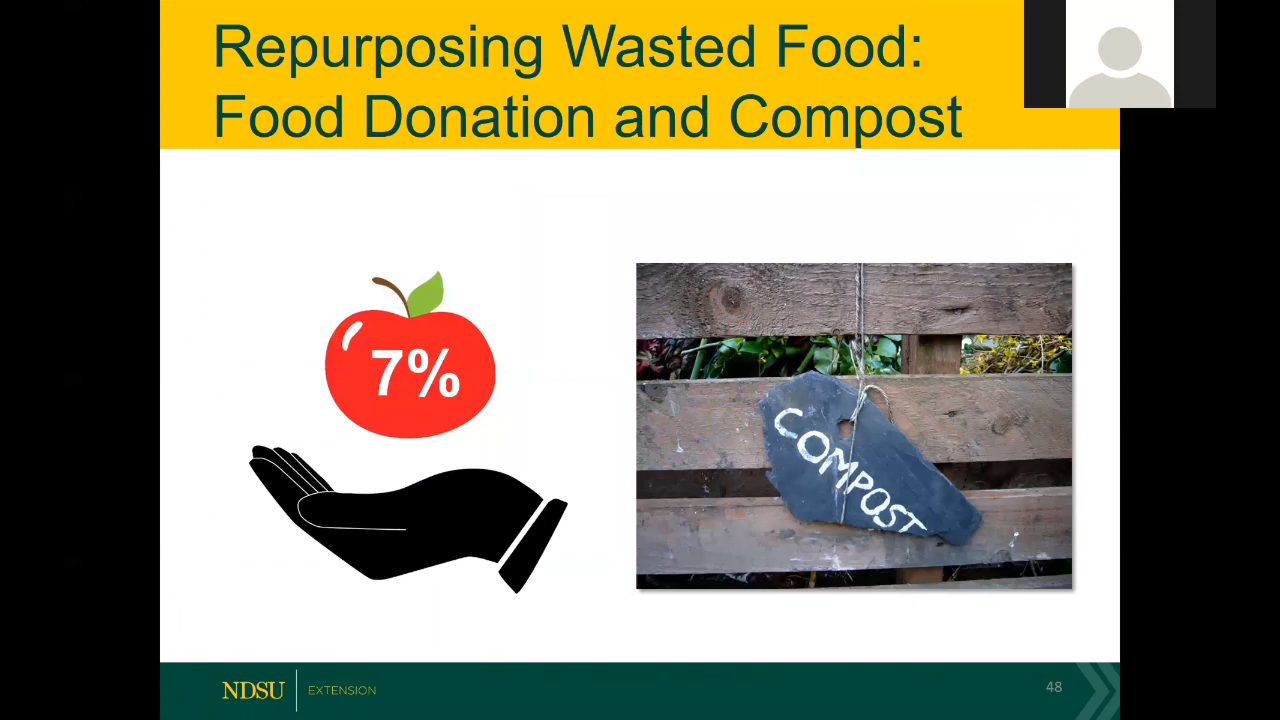 Repurposing Wasted Food:
Food Donation and Compost
7%
COMPOST
NDSU
EXTENSION
48